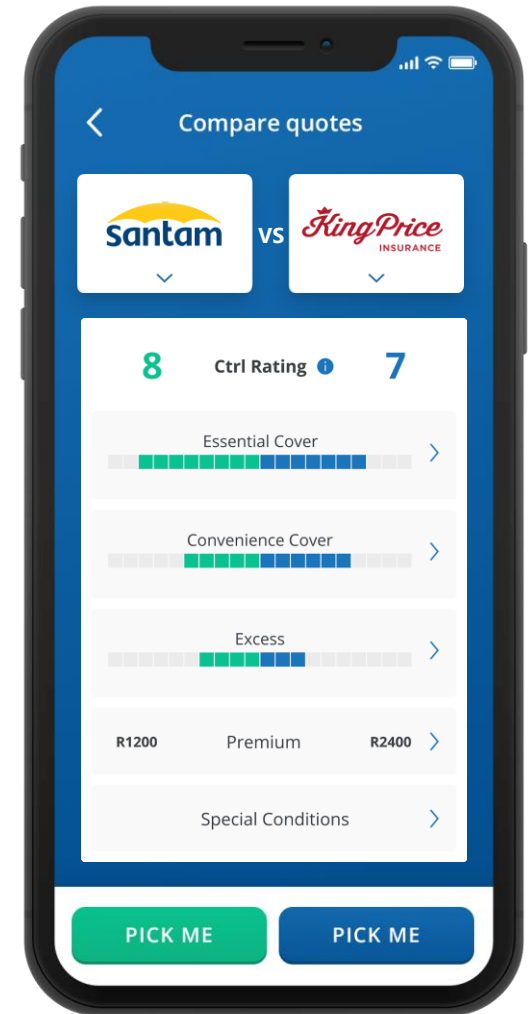 Compare quotes
santam
vs
King Price
INSURANCE
8 Ctrl Rating i 7
Essential Cover
Convenience Cover
Excess
R1200 Premium R2400
Special Conditions
PICK ME PICK ME